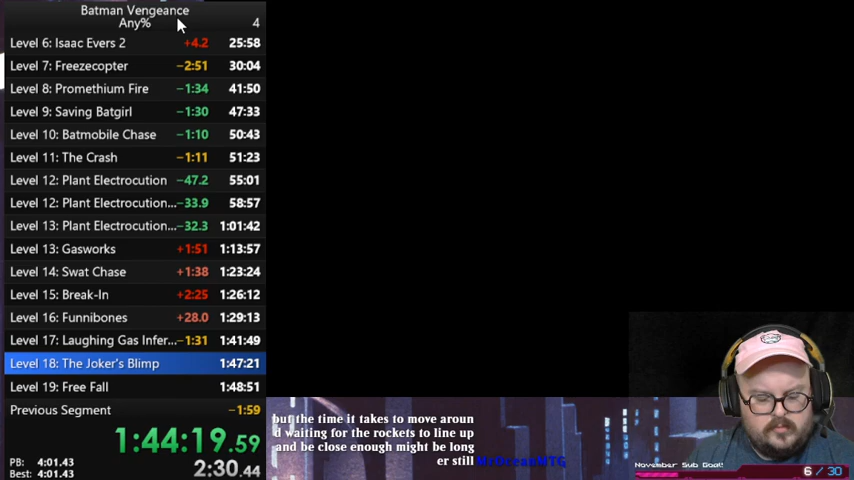 Batman Vengeance
Any% 4
Level 6: Isaac Evers 2 +4.2 25:58
Level 7: Freezecopter −2:51 30:04
Level 8: Promethium Fire −1:34 41:50
Level 9: Saving Batgirl −1:30 47:33
Level 10: Batmobile Chase −1:10 50:43
Level 11: The Crash −1:11 51:23
Level 12: Plant Electrocution −47.2 55:01
Level 12: Plant Electrocution... −33.9 58:57
Level 13: Plant Electrocution... −32.3 1:01:42
Level 13: Gasworks +1:51 1:13:57
Level 14: Swat Chase +1:38 1:23:24
Level 15: Break-In +2:25 1:26:12
Level 16: Funnibones +28.0 1:29:13
Level 17: Laughing Gas Infer... −1:31 1:41:49
Level 18: The Joker's Blimp 1:47:21
Level 19: Free Fall 1:48:51
Previous Segment −1:59
1:44:19.59
PB: 4:01.43
Best: 4:01.43
2:30.44
but the time it takes to move aroun
d waiting for the rockets to line up
and be close enough might be long
er still McOceanMTG
November Sub Goal!
6 / 30